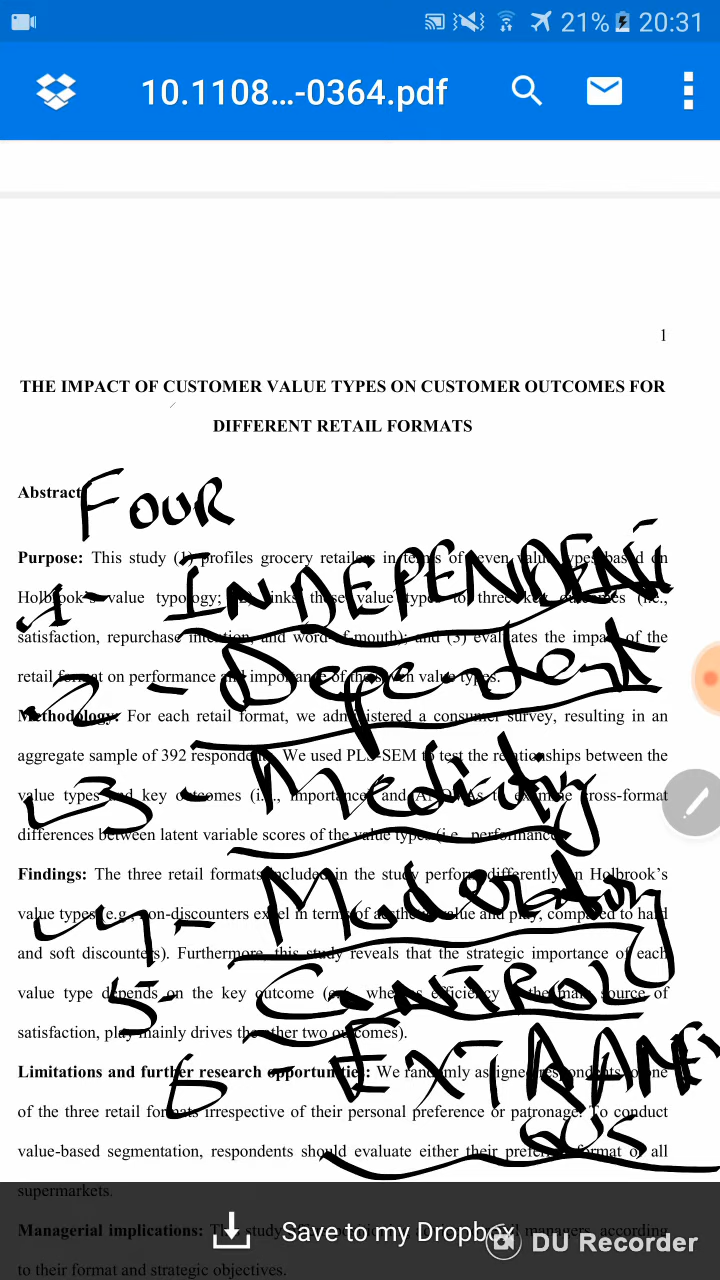 21% 20:31
10.1108...-0364.pdf
1
THE IMPACT OF CUSTOMER VALUE TYPES ON CUSTOMER OUTCOMES FOR
DIFFERENT RETAIL FORMATS
Abstract
FOUR
Purpose: This study (1) profiles grocery retailers in terms of seven value types based on
1- INDEPENDENT
Holbrook's value typology; links these value types to three key outcomes (i.e.,
satisfaction, repurchase intention, and word-of-mouth); and (3) evaluates the impact of the
2- Dependent
retail format on performance and importance of the seven value types.
Methodology: For each retail format, we administered a consumer survey, resulting in an
aggregate sample of 392 respondents. We used PLS-SEM to test the relationships between the
3-
value types and key outcomes (i.e., importance) and ANOVAs to examine cross-format
differences between latent variable scores of the value types (i.e., performance).
Findings: The three retail formats included in the study perform differently on Holbrook's
4- Moderating
value types (e.g., non-discounters excel in terms of aesthetic value and play, compared to hard
and soft discounters). Furthermore, this study reveals that the strategic importance of each
5- CONTROL
value type depends on the key outcome (e.g., whereas efficiency is the main source of
satisfaction, play mainly drives the other two outcomes).
6- EXTRANEOUS
Limitations and further research opportunities: We randomly assigned respondents to one
of the three retail formats irrespective of their personal preference or patronage. To conduct
value-based segmentation, respondents should evaluate either their preferred format or all
supermarkets.
Save to my Dropbox
DU Recorder
Managerial implications: This study managers, according
to their format and strategic objectives.